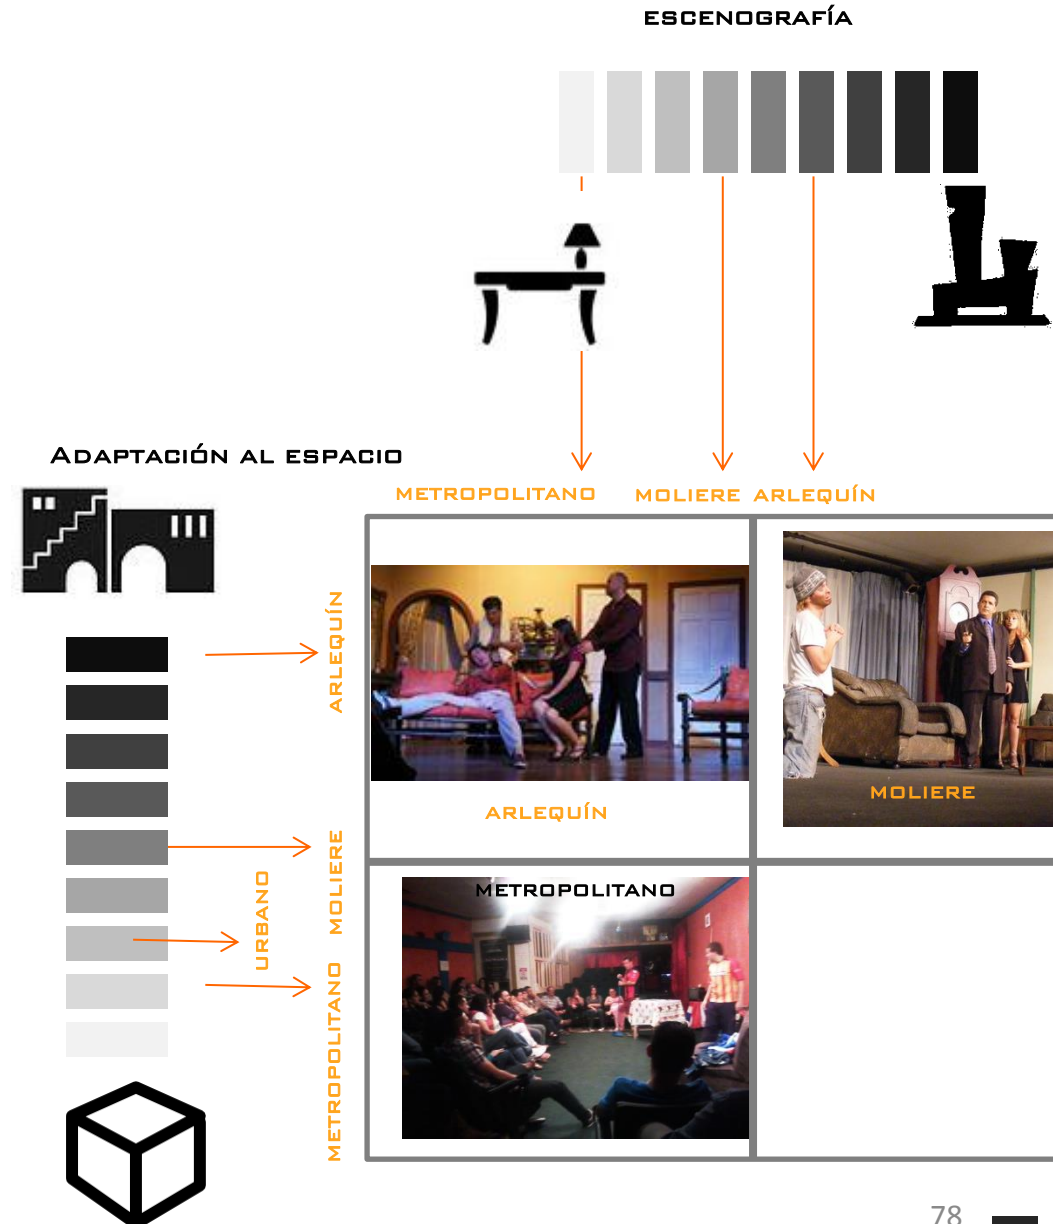 ESCENOGRAFÍA
ADAPTACIÓN AL ESPACIO
METROPOLITANO
MOLIERE
ARLEQUÍN
ARLEQUÍN
MOLIERE
URBANO
METROPOLITANO
ARLEQUÍN
MOLIERE
METROPOLITANO
78